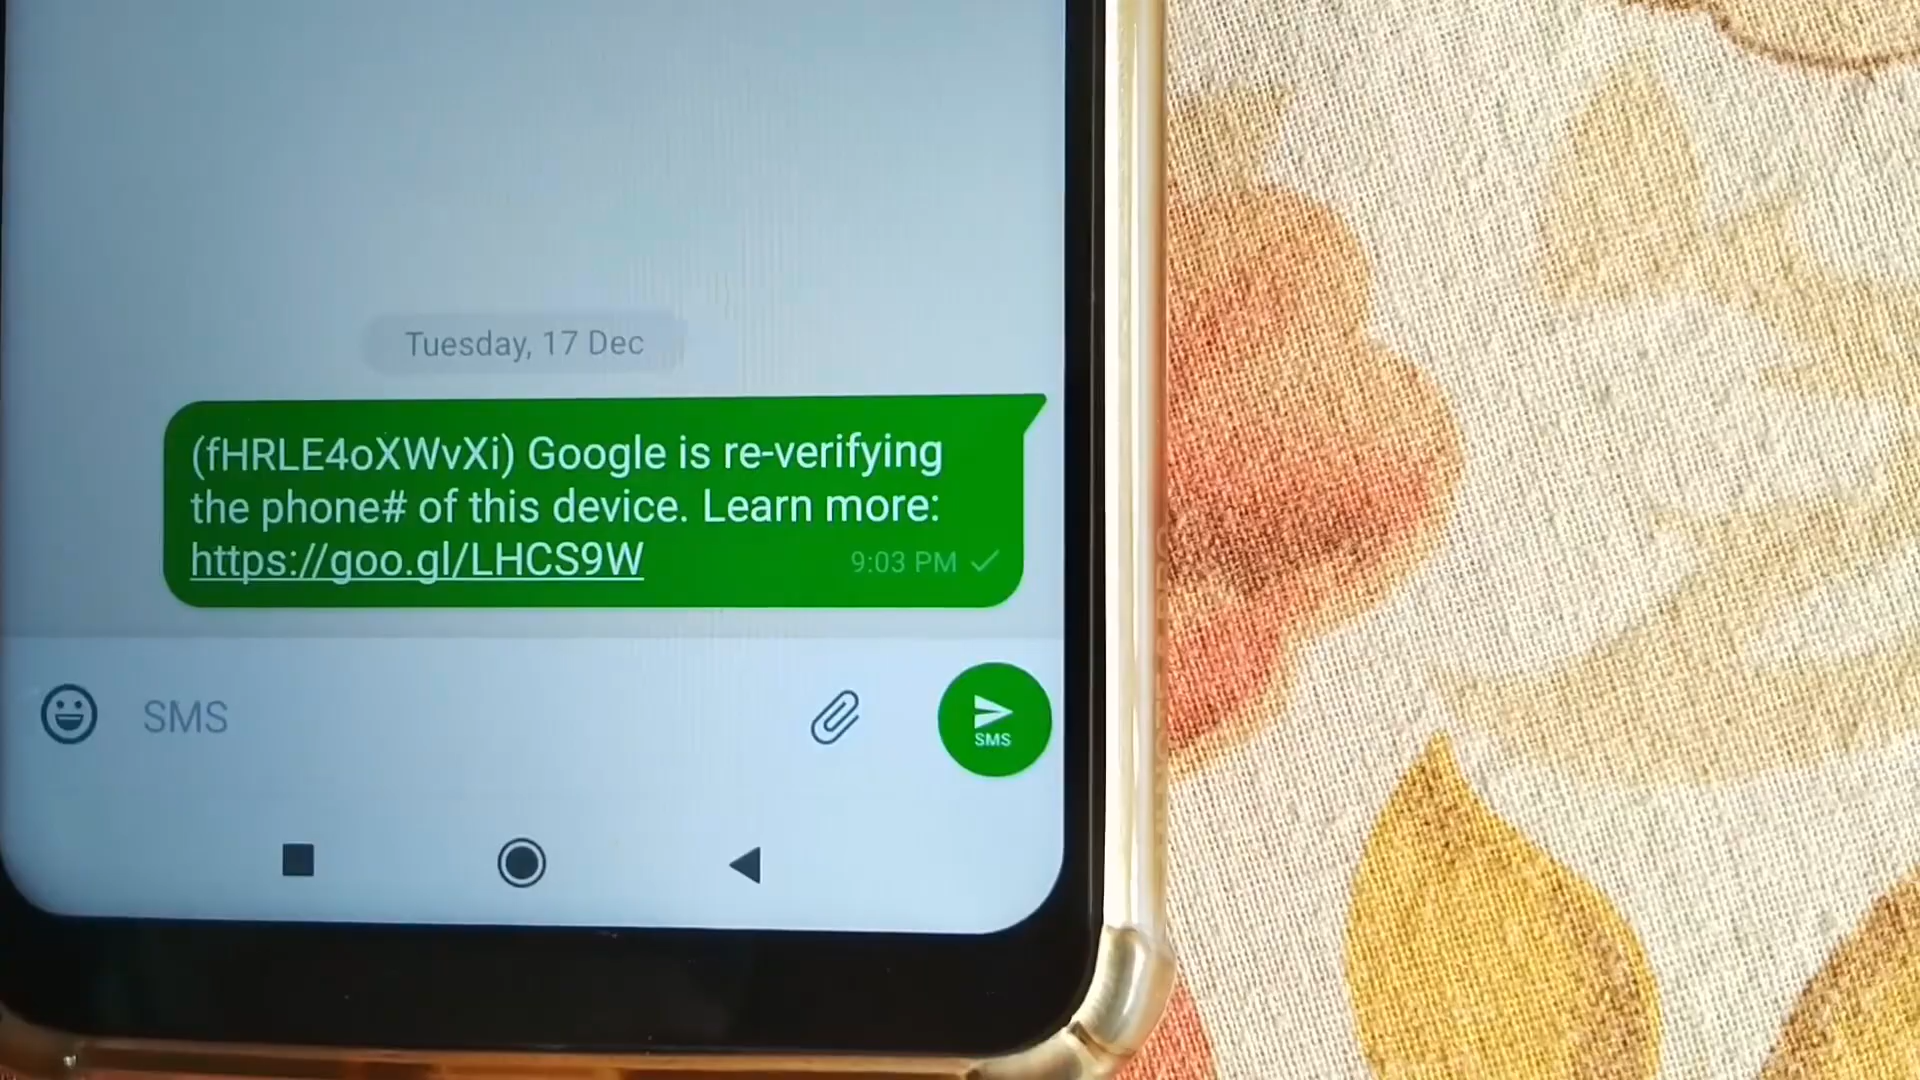 Tuesday, 17 Dec
(fHRLE4oXWvXi) Google is re-verifying
the phone# of this device. Learn more:
https://goo.gl/LHCS9W
9:03 PM
SMS
SMS